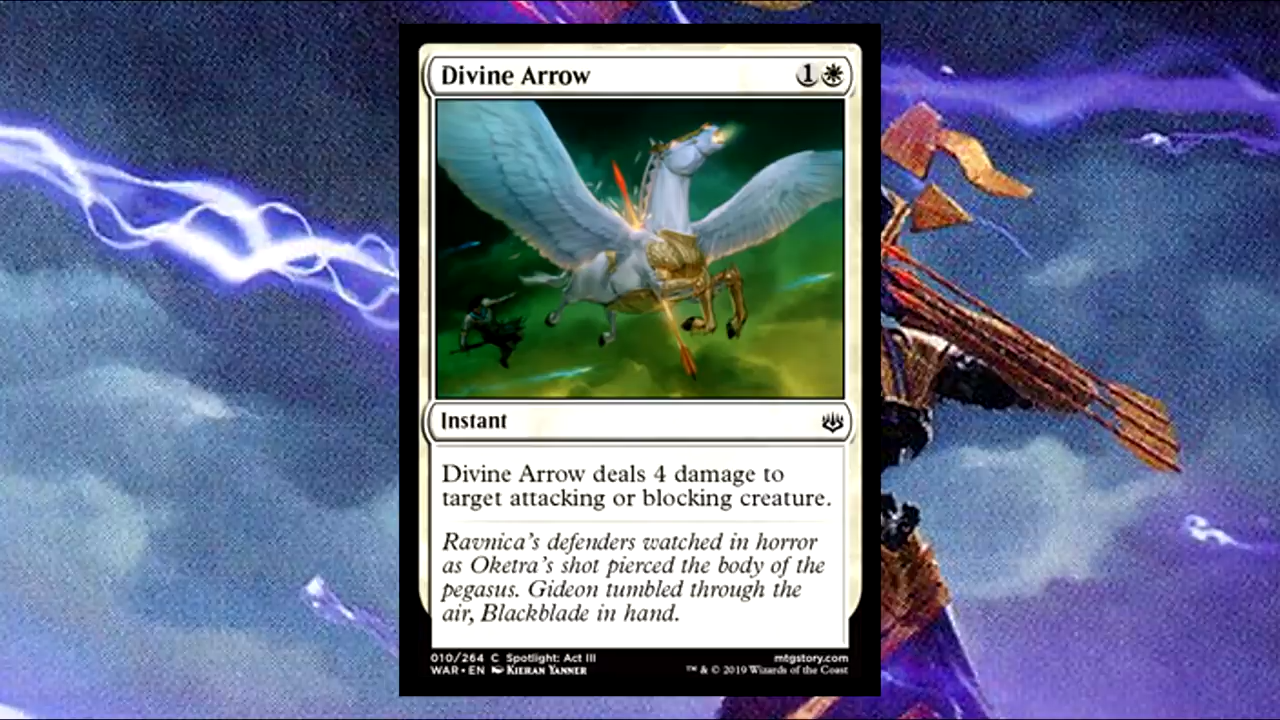 Divine Arrow 1
Instant
Divine Arrow deals 4 damage to
target attacking or blocking creature.
Ravnica's defenders watched in horror
as Oketra's shot pierced the body of the
pegasus. Gideon tumbled through the
air, Blackblade in hand.
010/264 C Spotlight: Act III mtgstory.com
WAR • EN Kieran Yanner ™ & © 2019 Wizards of the Coast